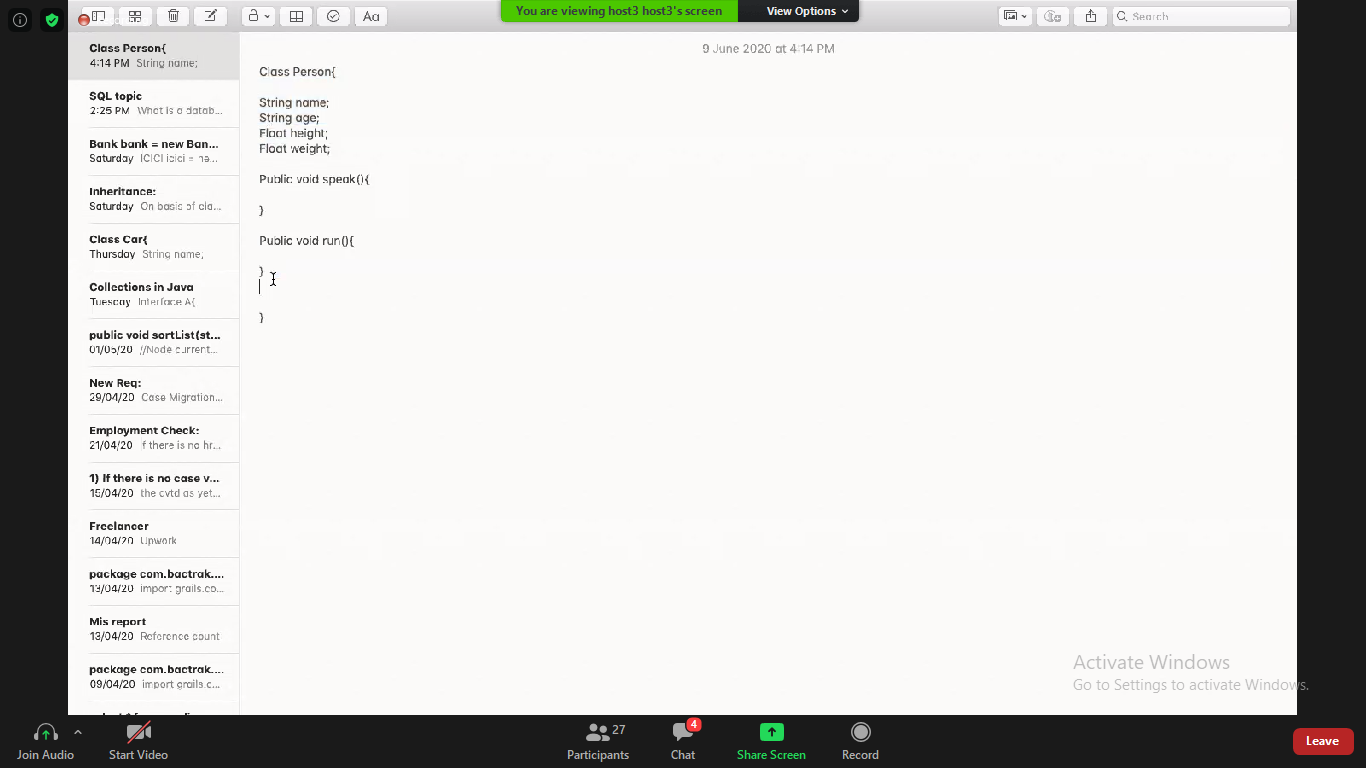 You are viewing host3 host3's screen
View Options
Aa
Search
Class Person{
4:14 PM String name;
SQL topic
2:25 PM What is a datab...
Bank bank = new Ban...
Saturday ICICI icici = ne...
Inheritance:
Saturday On basis of cla...
Class Car{
Thursday String name;
Collections in Java
Tuesday Interface A{
public void sortList(st...
01/05/20 //Node current...
New Req:
29/04/20 Case Migration...
Employment Check:
21/04/20 If there is no hr...
1) If there is no case v...
15/04/20 the cvtd as yet...
Freelancer
14/04/20 Upwork
package com.bactrak....
13/04/20 import grails.co...
Mis report
13/04/20 Reference count
package com.bactrak....
09/04/20 import grails.c...
9 June 2020 at 4:14 PM
Class Person{
String name;
String age;
Float height;
Float weight;
Public void speak(){
}
Public void run(){
}
}
Activate Windows
Go to Settings to activate Windows.
Join Audio
Start Video
Participants
27
Chat
4
Share Screen
Record
Leave